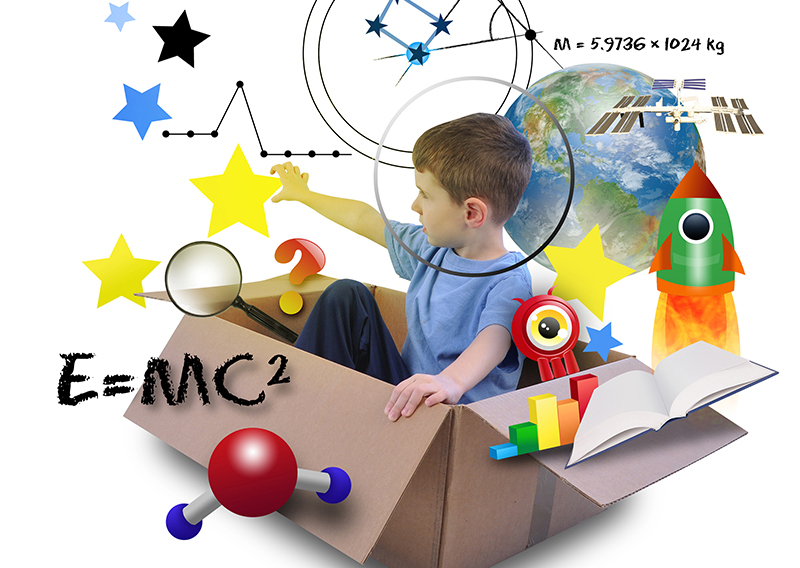 M = 5.9736 × 1024 kg
?
E=MC²